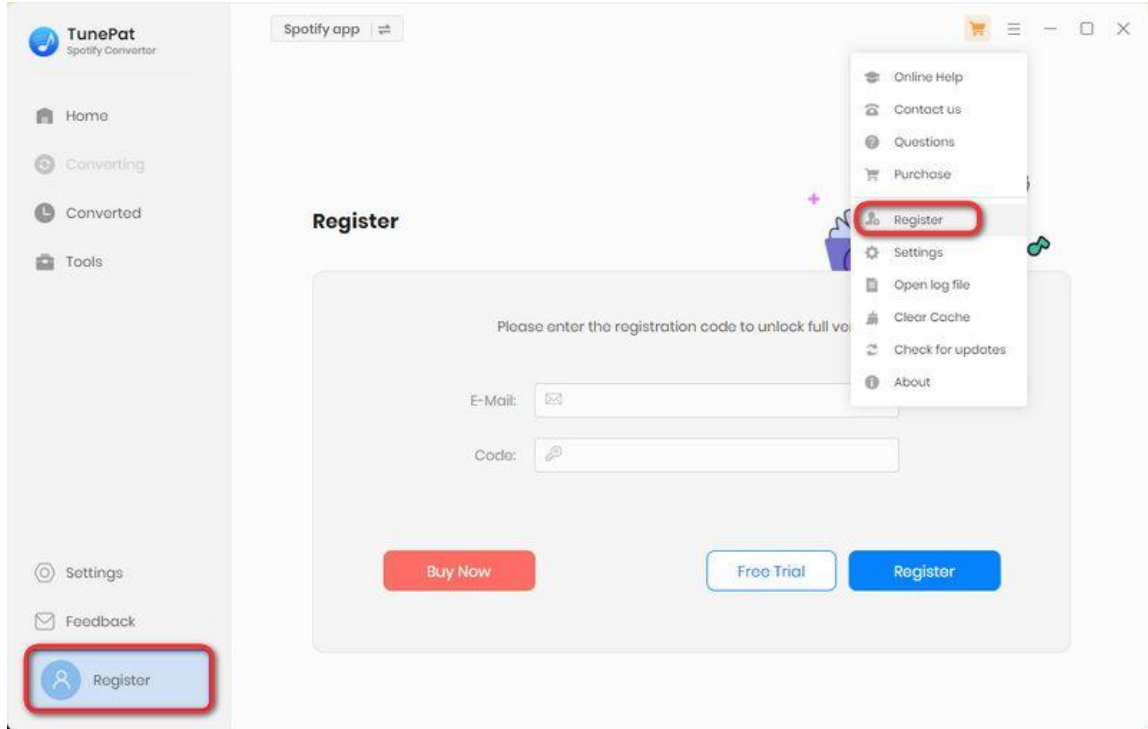 TunePat
Spotify Converter
Spotify app
Home
Converting
Converted
Tools
Settings
Feedback
Register
Register
Please enter the registration code to unlock full
E-Mail:
Code:
Buy Now
Free Trial
Register
Online Help
Contact us
Questions
Purchase
Register
Settings
Open log file
Clear Cache
Check for updates
About